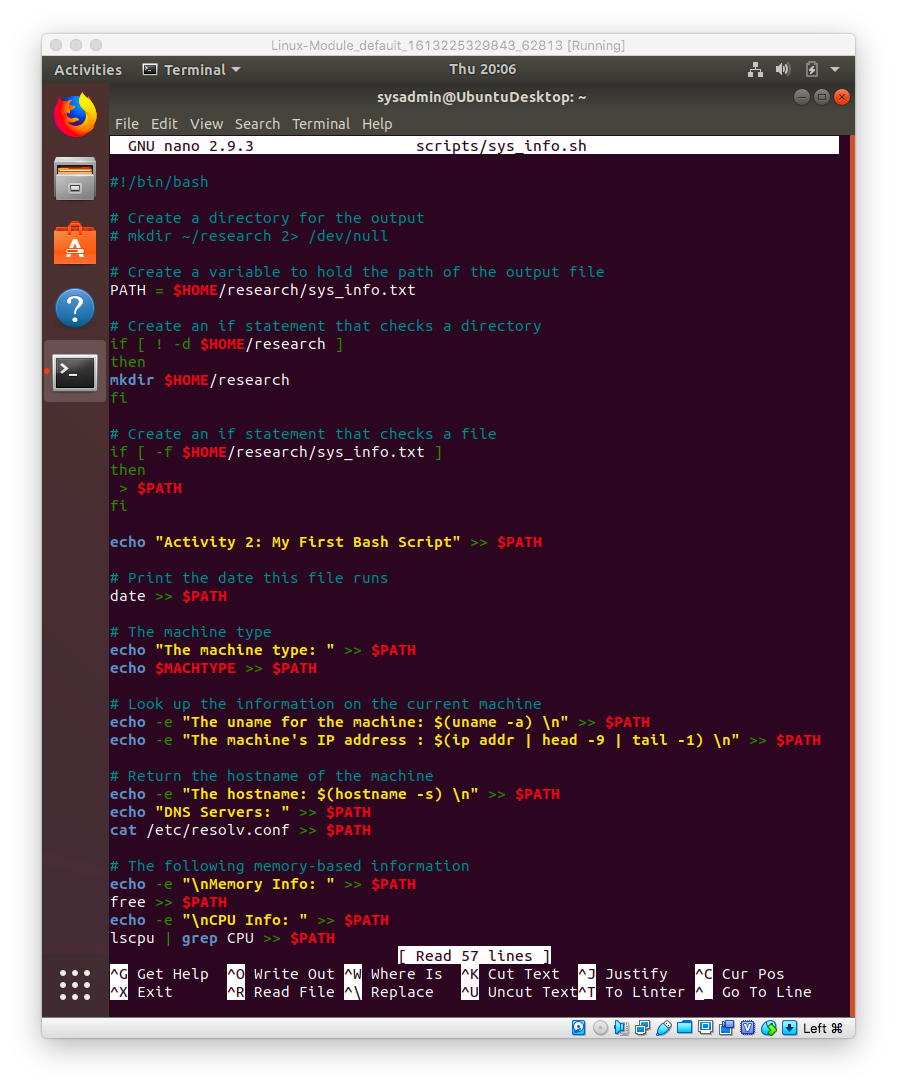 Linux-Module_default_1613225329843_62813 [Running]
Activities Terminal Thu 20:06
sysadmin@UbuntuDesktop: ~
File Edit View Search Terminal Help
GNU nano 2.9.3 scripts/sys_info.sh
#!/bin/bash
# Create a directory for the output
# mkdir ~/research 2> /dev/null
# Create a variable to hold the path of the output file
PATH = $HOME/research/sys_info.txt
# Create an if statement that checks a directory
if [ ! -d $HOME/research ]
then
mkdir $HOME/research
fi
# Create an if statement that checks a file
if [ -f $HOME/research/sys_info.txt ]
then
 > $PATH
fi
echo "Activity 2: My First Bash Script" >> $PATH
# Print the date this file runs
date >> $PATH
# The machine type
echo "The machine type: " >> $PATH
echo $MACHTYPE >> $PATH
# Look up the information on the current machine
echo -e "The uname for the machine: $(uname -a) \n" >> $PATH
echo -e "The machine's IP address : $(ip addr | head -9 | tail -1) \n" >> $PATH
# Return the hostname of the machine
echo -e "The hostname: $(hostname -s) \n" >> $PATH
echo "DNS Servers: " >> $PATH
cat /etc/resolv.conf >> $PATH
# The following memory-based information
echo -e "\nMemory Info: " >> $PATH
free >> $PATH
echo -e "\nCPU Info: " >> $PATH
lscpu | grep CPU >> $PATH
[ Read 57 lines ]
^G Get Help ^O Write Out ^W Where Is ^K Cut Text ^J Justify ^C Cur Pos
^X Exit ^R Read File ^\ Replace ^U Uncut Text ^T To Linter ^_ Go To Line
Left ⌘